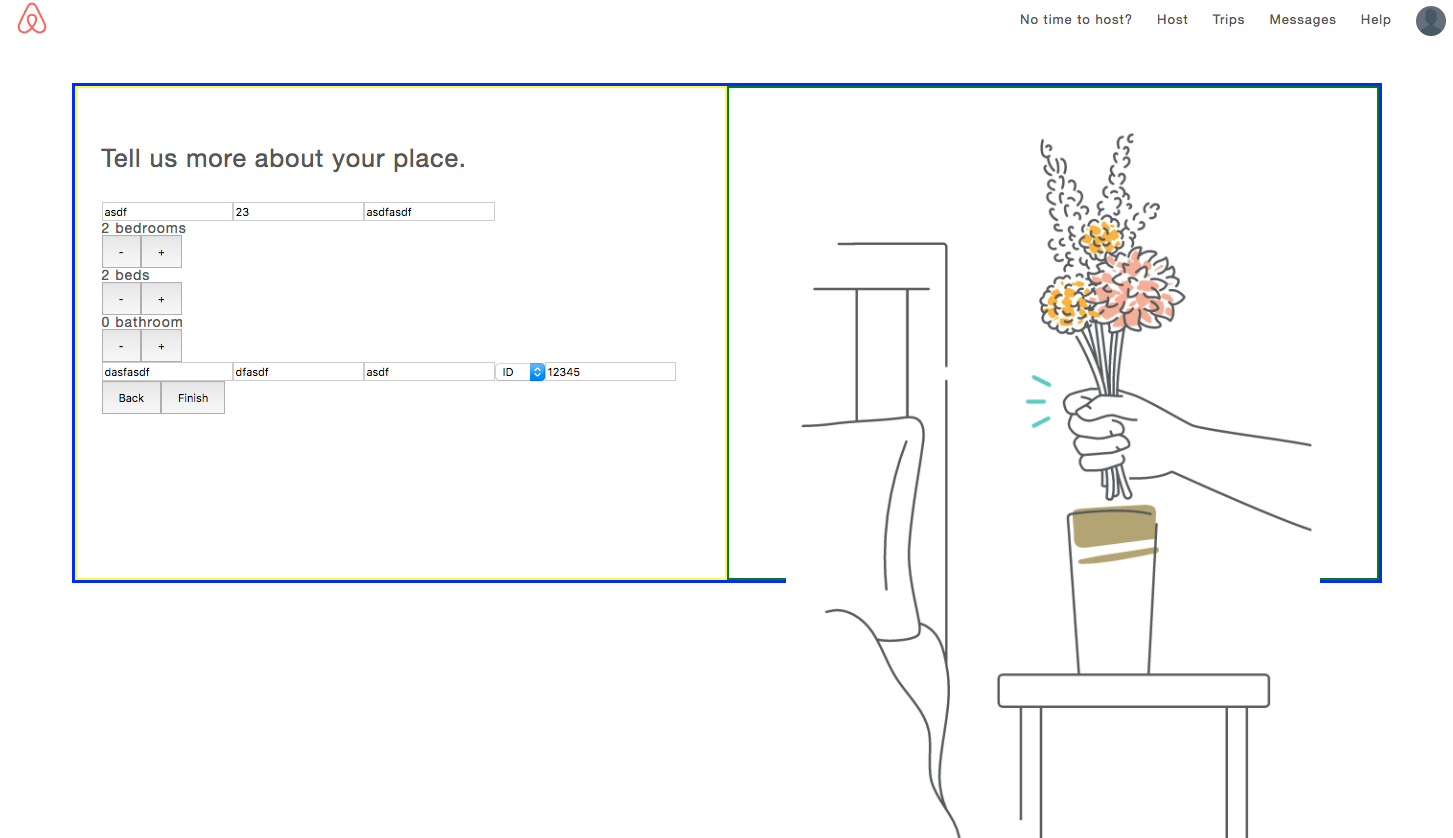 No time to host? Host Trips Messages Help
Tell us more about your place.
asdf 23 asdfasdf
2 bedrooms
- +
2 beds
- +
0 bathroom
- +
dasfasdf dfasdf asdf ID 12345
Back Finish